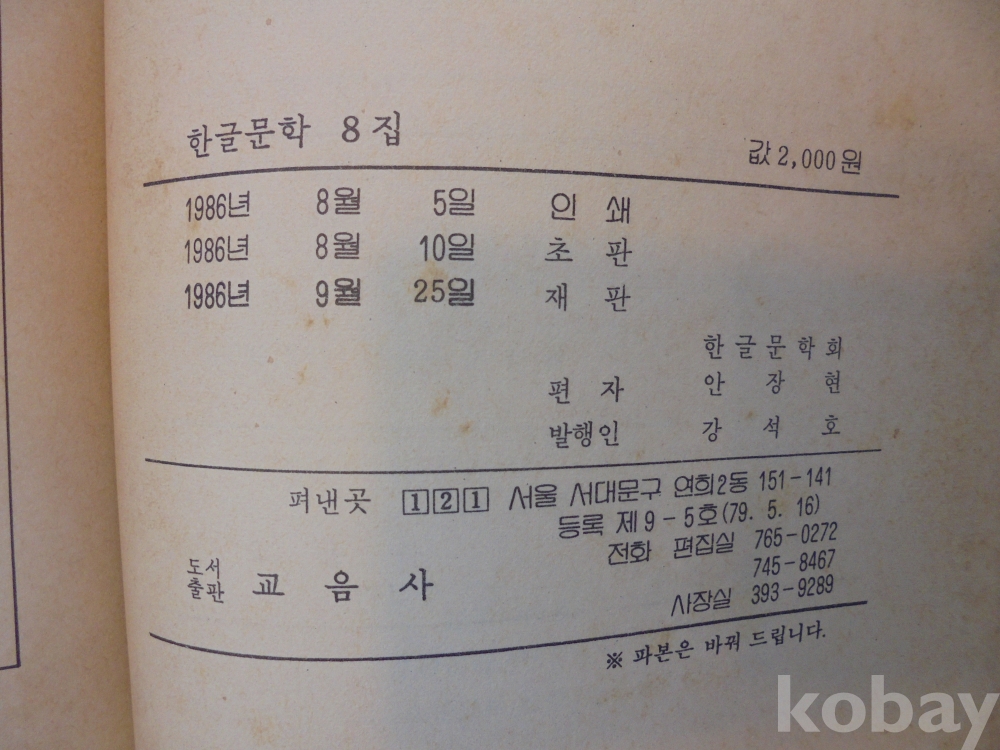 한글문학 8집
값 2,000원
1986년 8월 5일 인 쇄
1986년 8월 10일 초 판
1986년 9월 25일 재 판
한글문학회
편 자 안 장 현
발행인 강 석 호
펴낸곳 1 2 1 서울 서대문구 연희2동 151-141
등록 제9-5호(79. 5. 16)
전화 편집실 765-0272
745-8467
도서출판 교 음 사
사장실 393-9289
※ 파본은 바꿔 드립니다.
kobay